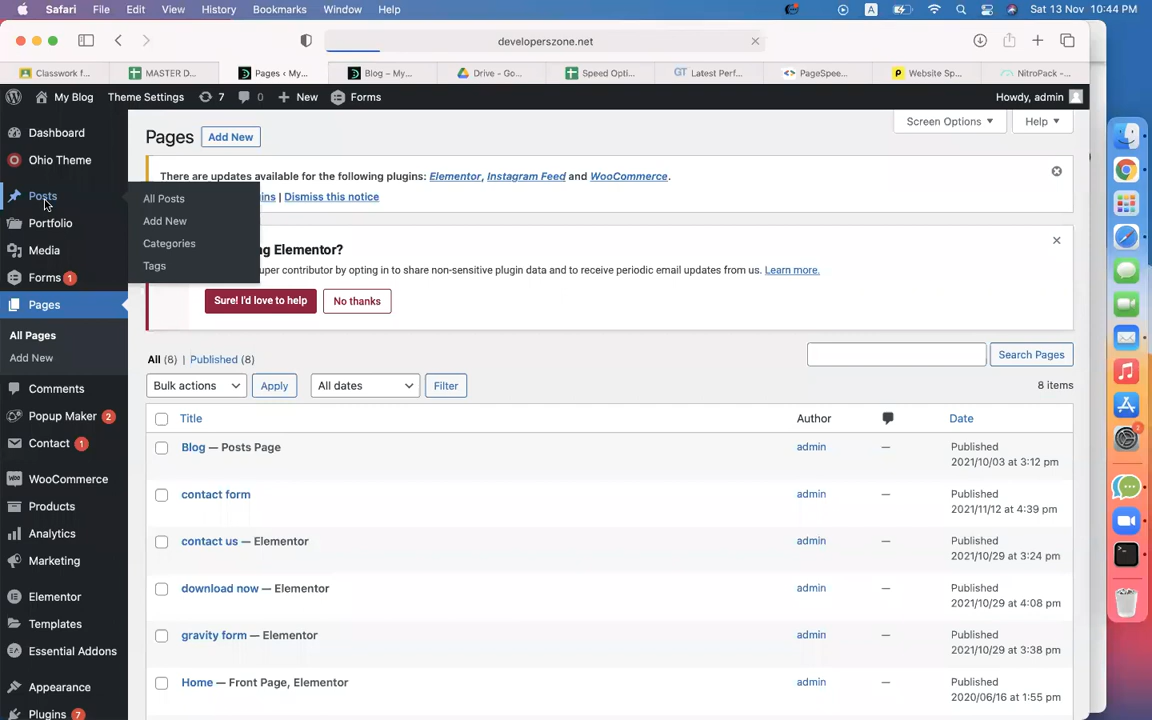 Safari File Edit View History Bookmarks Window Help A Sat 13 Nov 10:44 PM
developerszone.net
Classwork f... MASTER D... Pages ‹ My... Blog – My... Drive - Go... Speed Opti... GT Latest Perf... PageSpee... Website Sp... NitroPack -...
My Blog Theme Settings 7 0 New Forms Howdy, admin
Dashboard
Ohio Theme
Posts
Portfolio
Media
Forms 1
Pages
All Pages
Add New
Comments
Popup Maker 2
Contact 1
WooCommerce
Products
Analytics
Marketing
Elementor
Templates
Essential Addons
Appearance
Plugins 7
All Posts
Add New
Categories
Tags
Pages Add New
Screen Options ▼ Help ▼
There are updates available for the following plugins: Elementor, Instagram Feed and WooCommerce.
ins | Dismiss this notice
g Elementor?
uper contributor by opting in to share non-sensitive plugin data and to receive periodic email updates from us. Learn more.
Sure! I'd love to help No thanks
All (8) | Published (8)
Search Pages
Bulk actions Apply All dates Filter 8 items
Title Author Date
Blog — Posts Page admin — Published
2021/10/03 at 3:12 pm
contact form admin — Published
2021/11/12 at 4:39 pm
contact us — Elementor admin — Published
2021/10/29 at 3:24 pm
download now — Elementor admin — Published
2021/10/29 at 4:08 pm
gravity form — Elementor admin — Published
2021/10/29 at 3:38 pm
Home — Front Page, Elementor admin — Published
2020/06/16 at 1:55 pm